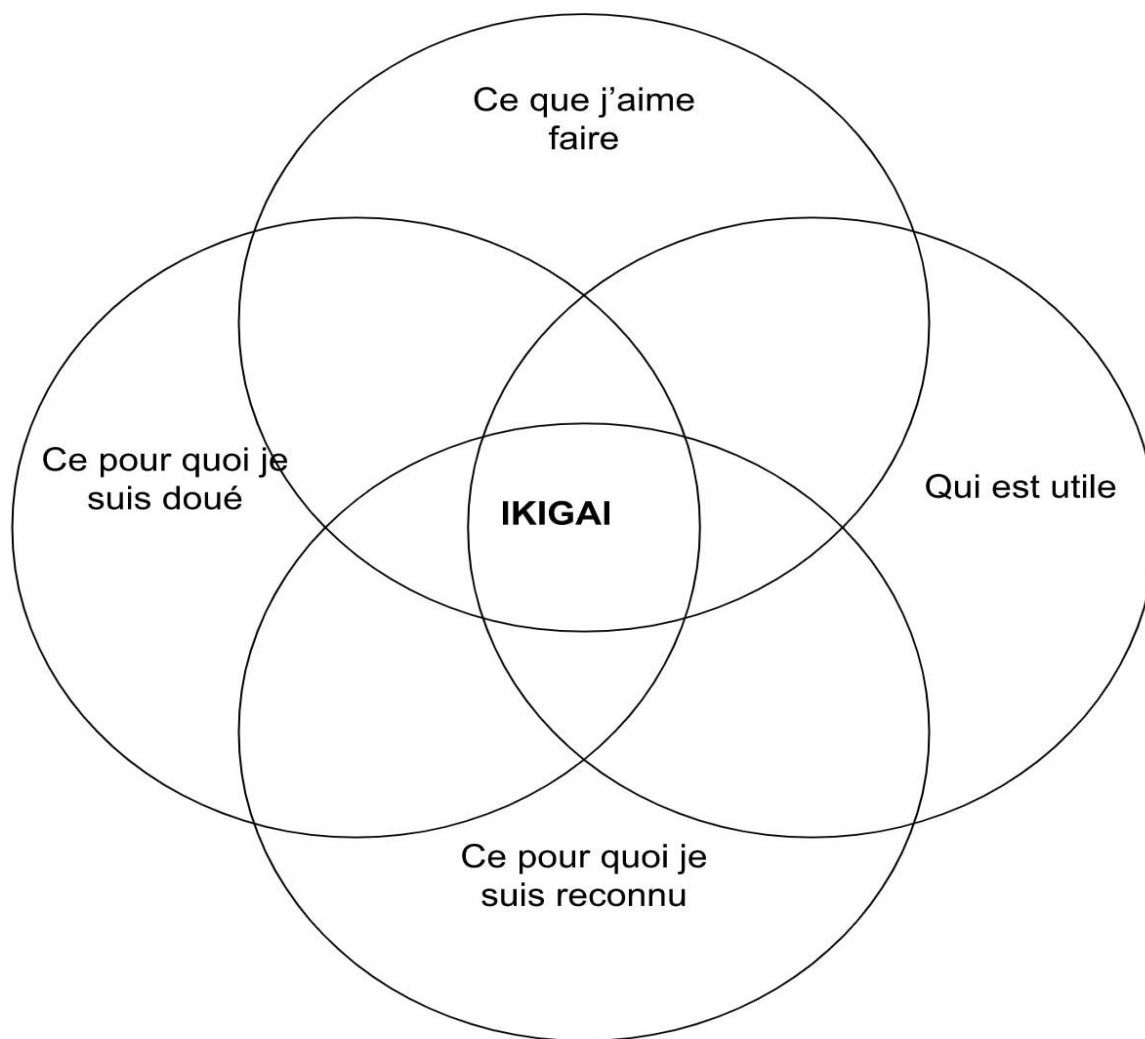 Ce que j’aime
faire
Ce pour quoi je
suis doué
Qui est utile
IKIGAI
Ce pour quoi je
suis reconnu